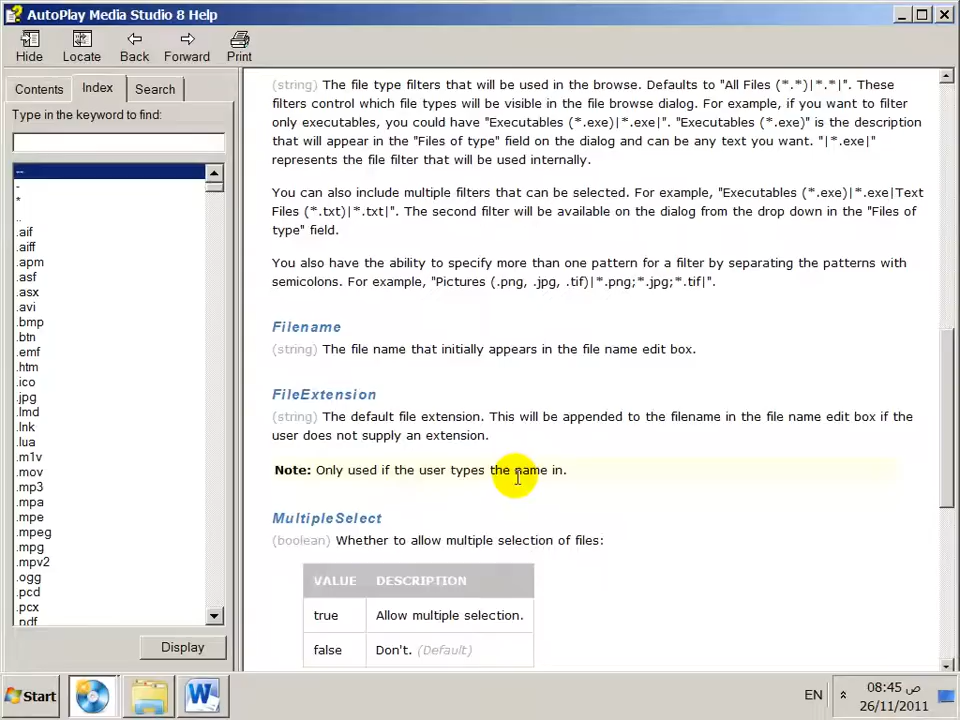 AutoPlay Media Studio 8 Help
Hide Locate Back Forward Print
Contents Index Search
Type in the keyword to find:
--
-
*
..
.aif
.aiff
.apm
.asf
.asx
.avi
.bmp
.btn
.emf
.htm
.ico
.jpg
.lmd
.lnk
.lua
.m1v
.mov
.mp3
.mpa
.mpe
.mpeg
.mpg
.mpv2
.ogg
.pcd
.pcx
.pdf
Display
(string) The file type filters that will be used in the browse. Defaults to "All Files (*.*)|*.*|". These
filters control which file types will be visible in the file browse dialog. For example, if you want to filter
only executables, you could have "Executables (*.exe)|*.exe|". "Executables (*.exe)" is the description
that will appear in the "Files of type" field on the dialog and can be any text you want. "|*.exe|"
represents the file filter that will be used internally.
You can also include multiple filters that can be selected. For example, "Executables (*.exe)|*.exe|Text
Files (*.txt)|*.txt|". The second filter will be available on the dialog from the drop down in the "Files of
type" field.
You also have the ability to specify more than one pattern for a filter by separating the patterns with
semicolons. For example, "Pictures (.png, .jpg, .tif)|*.png;*.jpg;*.tif|".
Filename
(string) The file name that initially appears in the file name edit box.
FileExtension
(string) The default file extension. This will be appended to the filename in the file name edit box if the
user does not supply an extension.
Note: Only used if the user types the name in.
MultipleSelect
(boolean) Whether to allow multiple selection of files:
VALUE DESCRIPTION
true Allow multiple selection.
false Don't. (Default)
Start
EN
08:45 ص
26/11/2011